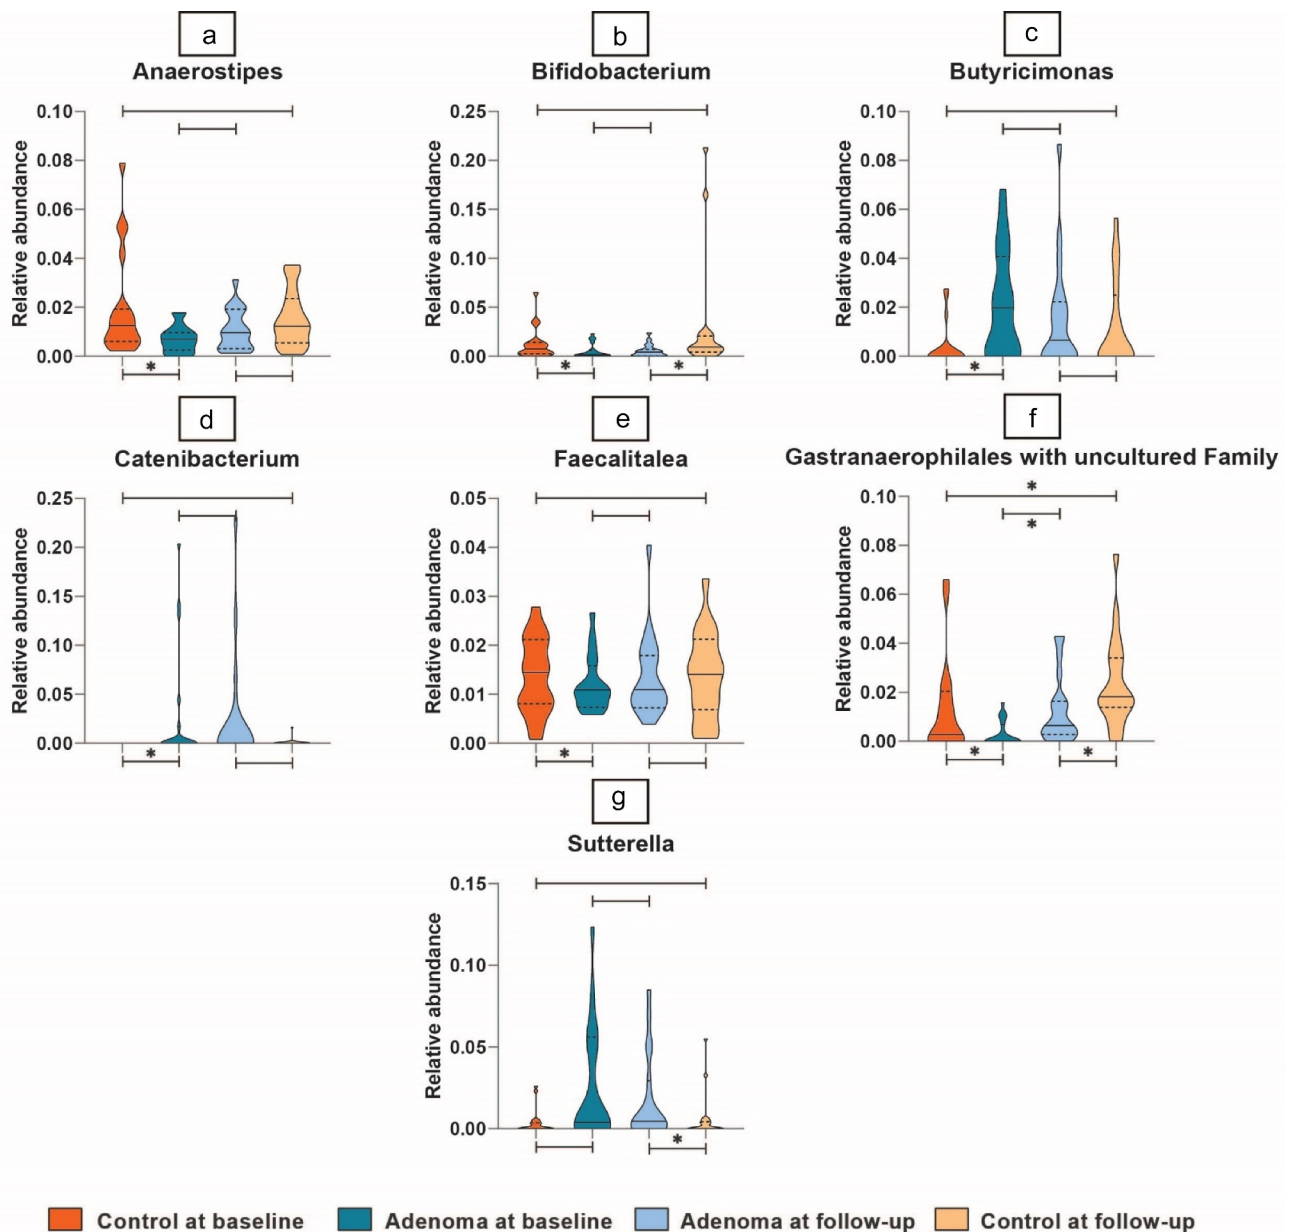 a
Anaerostipes
Relative abundance
0.10
0.08
0.06
0.04
0.02
0.00
*
b
Bifidobacterium
Relative abundance
0.25
0.20
0.15
0.10
0.05
0.00
*
*
c
Butyricimonas
Relative abundance
0.10
0.08
0.06
0.04
0.02
0.00
*
d
Catenibacterium
Relative abundance
0.25
0.20
0.15
0.10
0.05
0.00
*
e
Faecalitalea
Relative abundance
0.05
0.04
0.03
0.02
0.01
0.00
*
f
Gastranaerophilales with uncultured Family
Relative abundance
0.10
0.08
0.06
0.04
0.02
0.00
*
*
*
*
g
Sutterella
Relative abundance
0.15
0.10
0.05
0.00
*
Control at baseline
Adenoma at baseline
Adenoma at follow-up
Control at follow-up